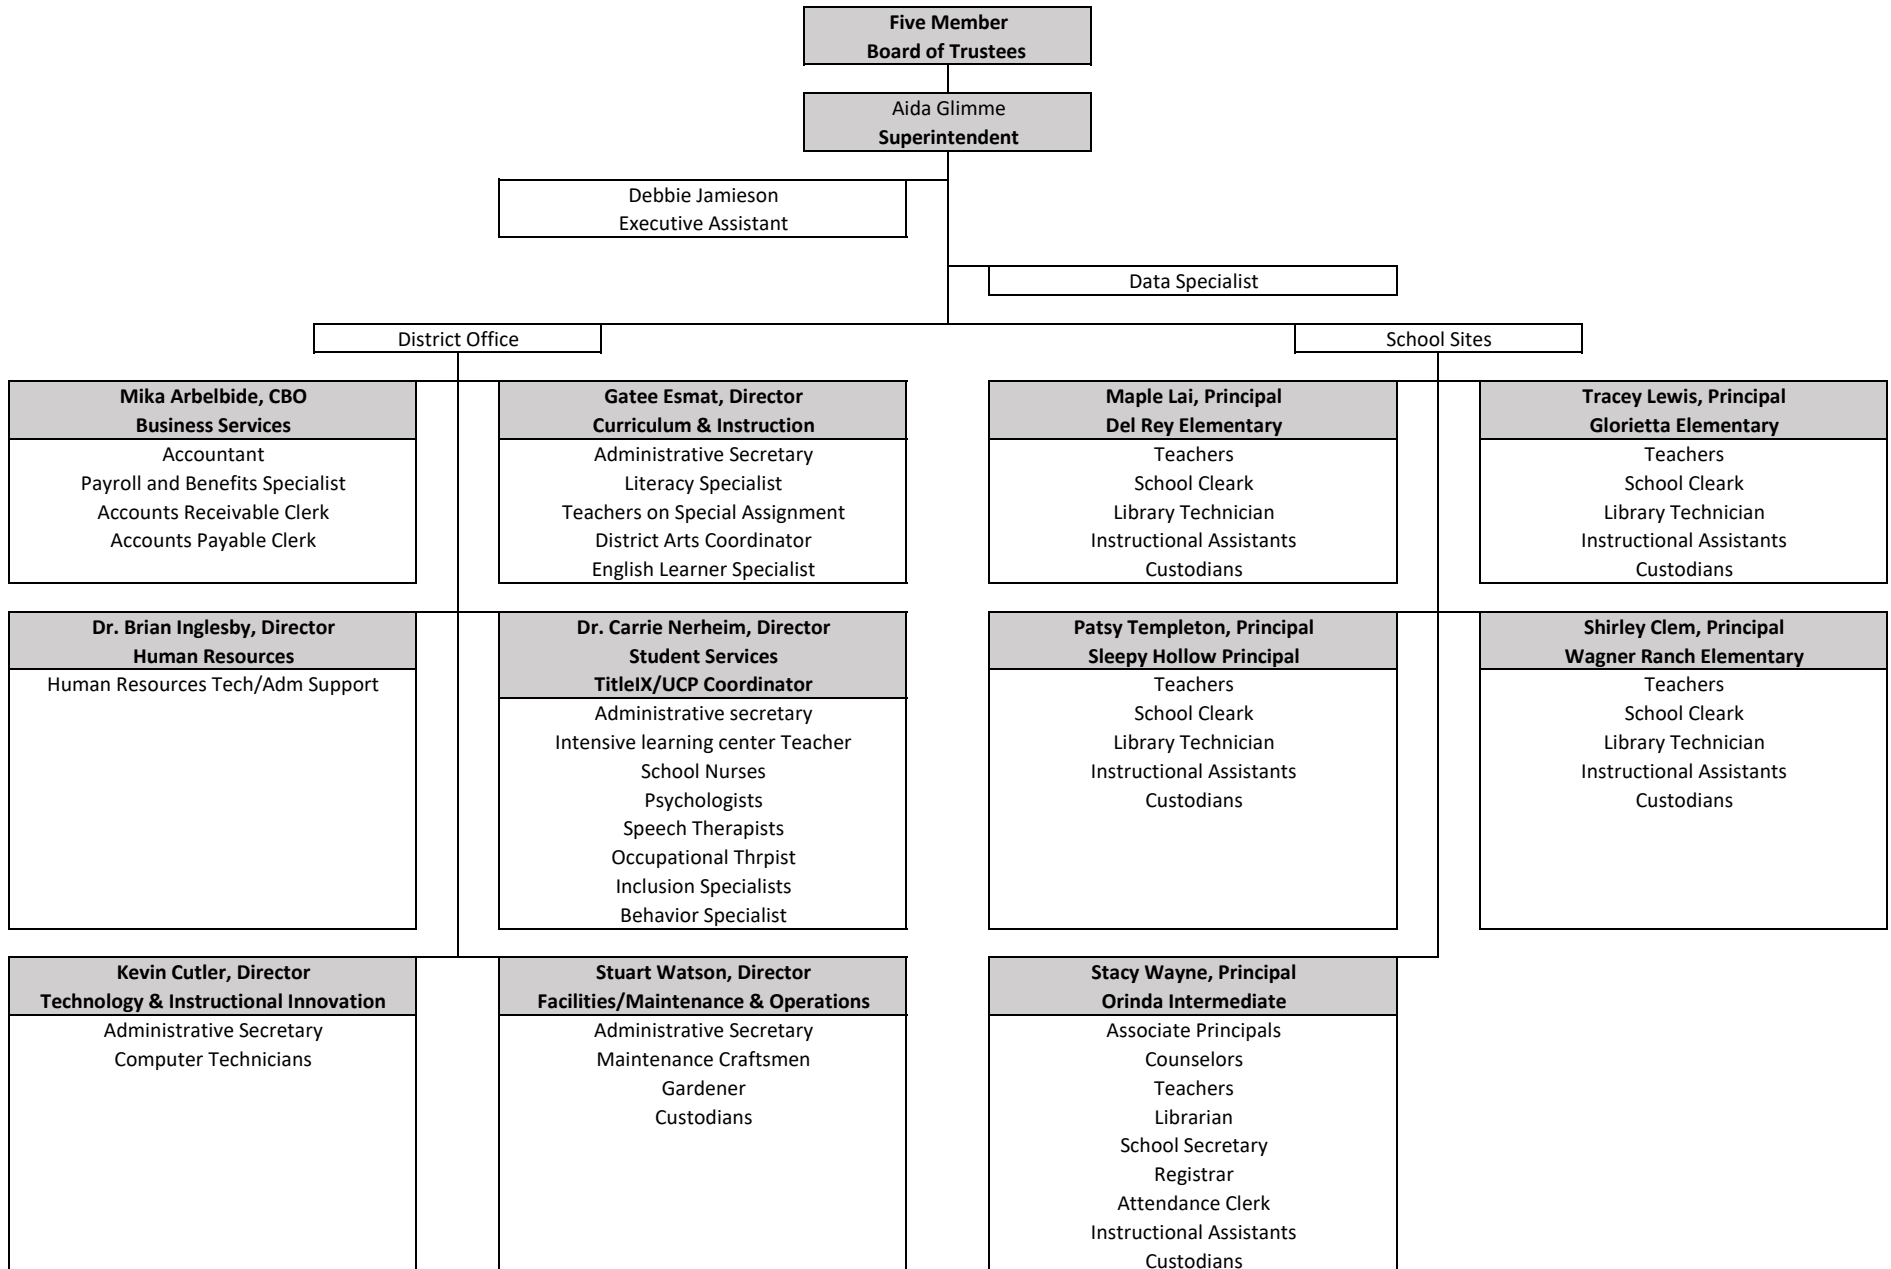 Five Member
Board of Trustees
Aida Glimme
Superintendent
Debbie Jamieson
Executive Assistant
Data Specialist
District Office
School Sites
Mika Arbelbide, CBO
Business Services
Accountant
Payroll and Benefits Specialist
Accounts Receivable Clerk
Accounts Payable Clerk
Gatee Esmat, Director
Curriculum & Instruction
Administrative Secretary
Literacy Specialist
Teachers on Special Assignment
District Arts Coordinator
English Learner Specialist
Maple Lai, Principal
Del Rey Elementary
Teachers
School Cleark
Library Technician
Instructional Assistants
Custodians
Tracey Lewis, Principal
Glorietta Elementary
Teachers
School Cleark
Library Technician
Instructional Assistants
Custodians
Dr. Brian Inglesby, Director
Human Resources
Human Resources Tech/Adm Support
Dr. Carrie Nerheim, Director
Student Services
TitleIX/UCP Coordinator
Administrative secretary
Intensive learning center Teacher
School Nurses
Psychologists
Speech Therapists
Occupational Thrpist
Inclusion Specialists
Behavior Specialist
Patsy Templeton, Principal
Sleepy Hollow Principal
Teachers
School Cleark
Library Technician
Instructional Assistants
Custodians
Shirley Clem, Principal
Wagner Ranch Elementary
Teachers
School Cleark
Library Technician
Instructional Assistants
Custodians
Kevin Cutler, Director
Technology & Instructional Innovation
Administrative Secretary
Computer Technicians
Stuart Watson, Director
Facilities/Maintenance & Operations
Administrative Secretary
Maintenance Craftsmen
Gardener
Custodians
Stacy Wayne, Principal
Orinda Intermediate
Associate Principals
Counselors
Teachers
Librarian
School Secretary
Registrar
Attendance Clerk
Instructional Assistants
Custodians